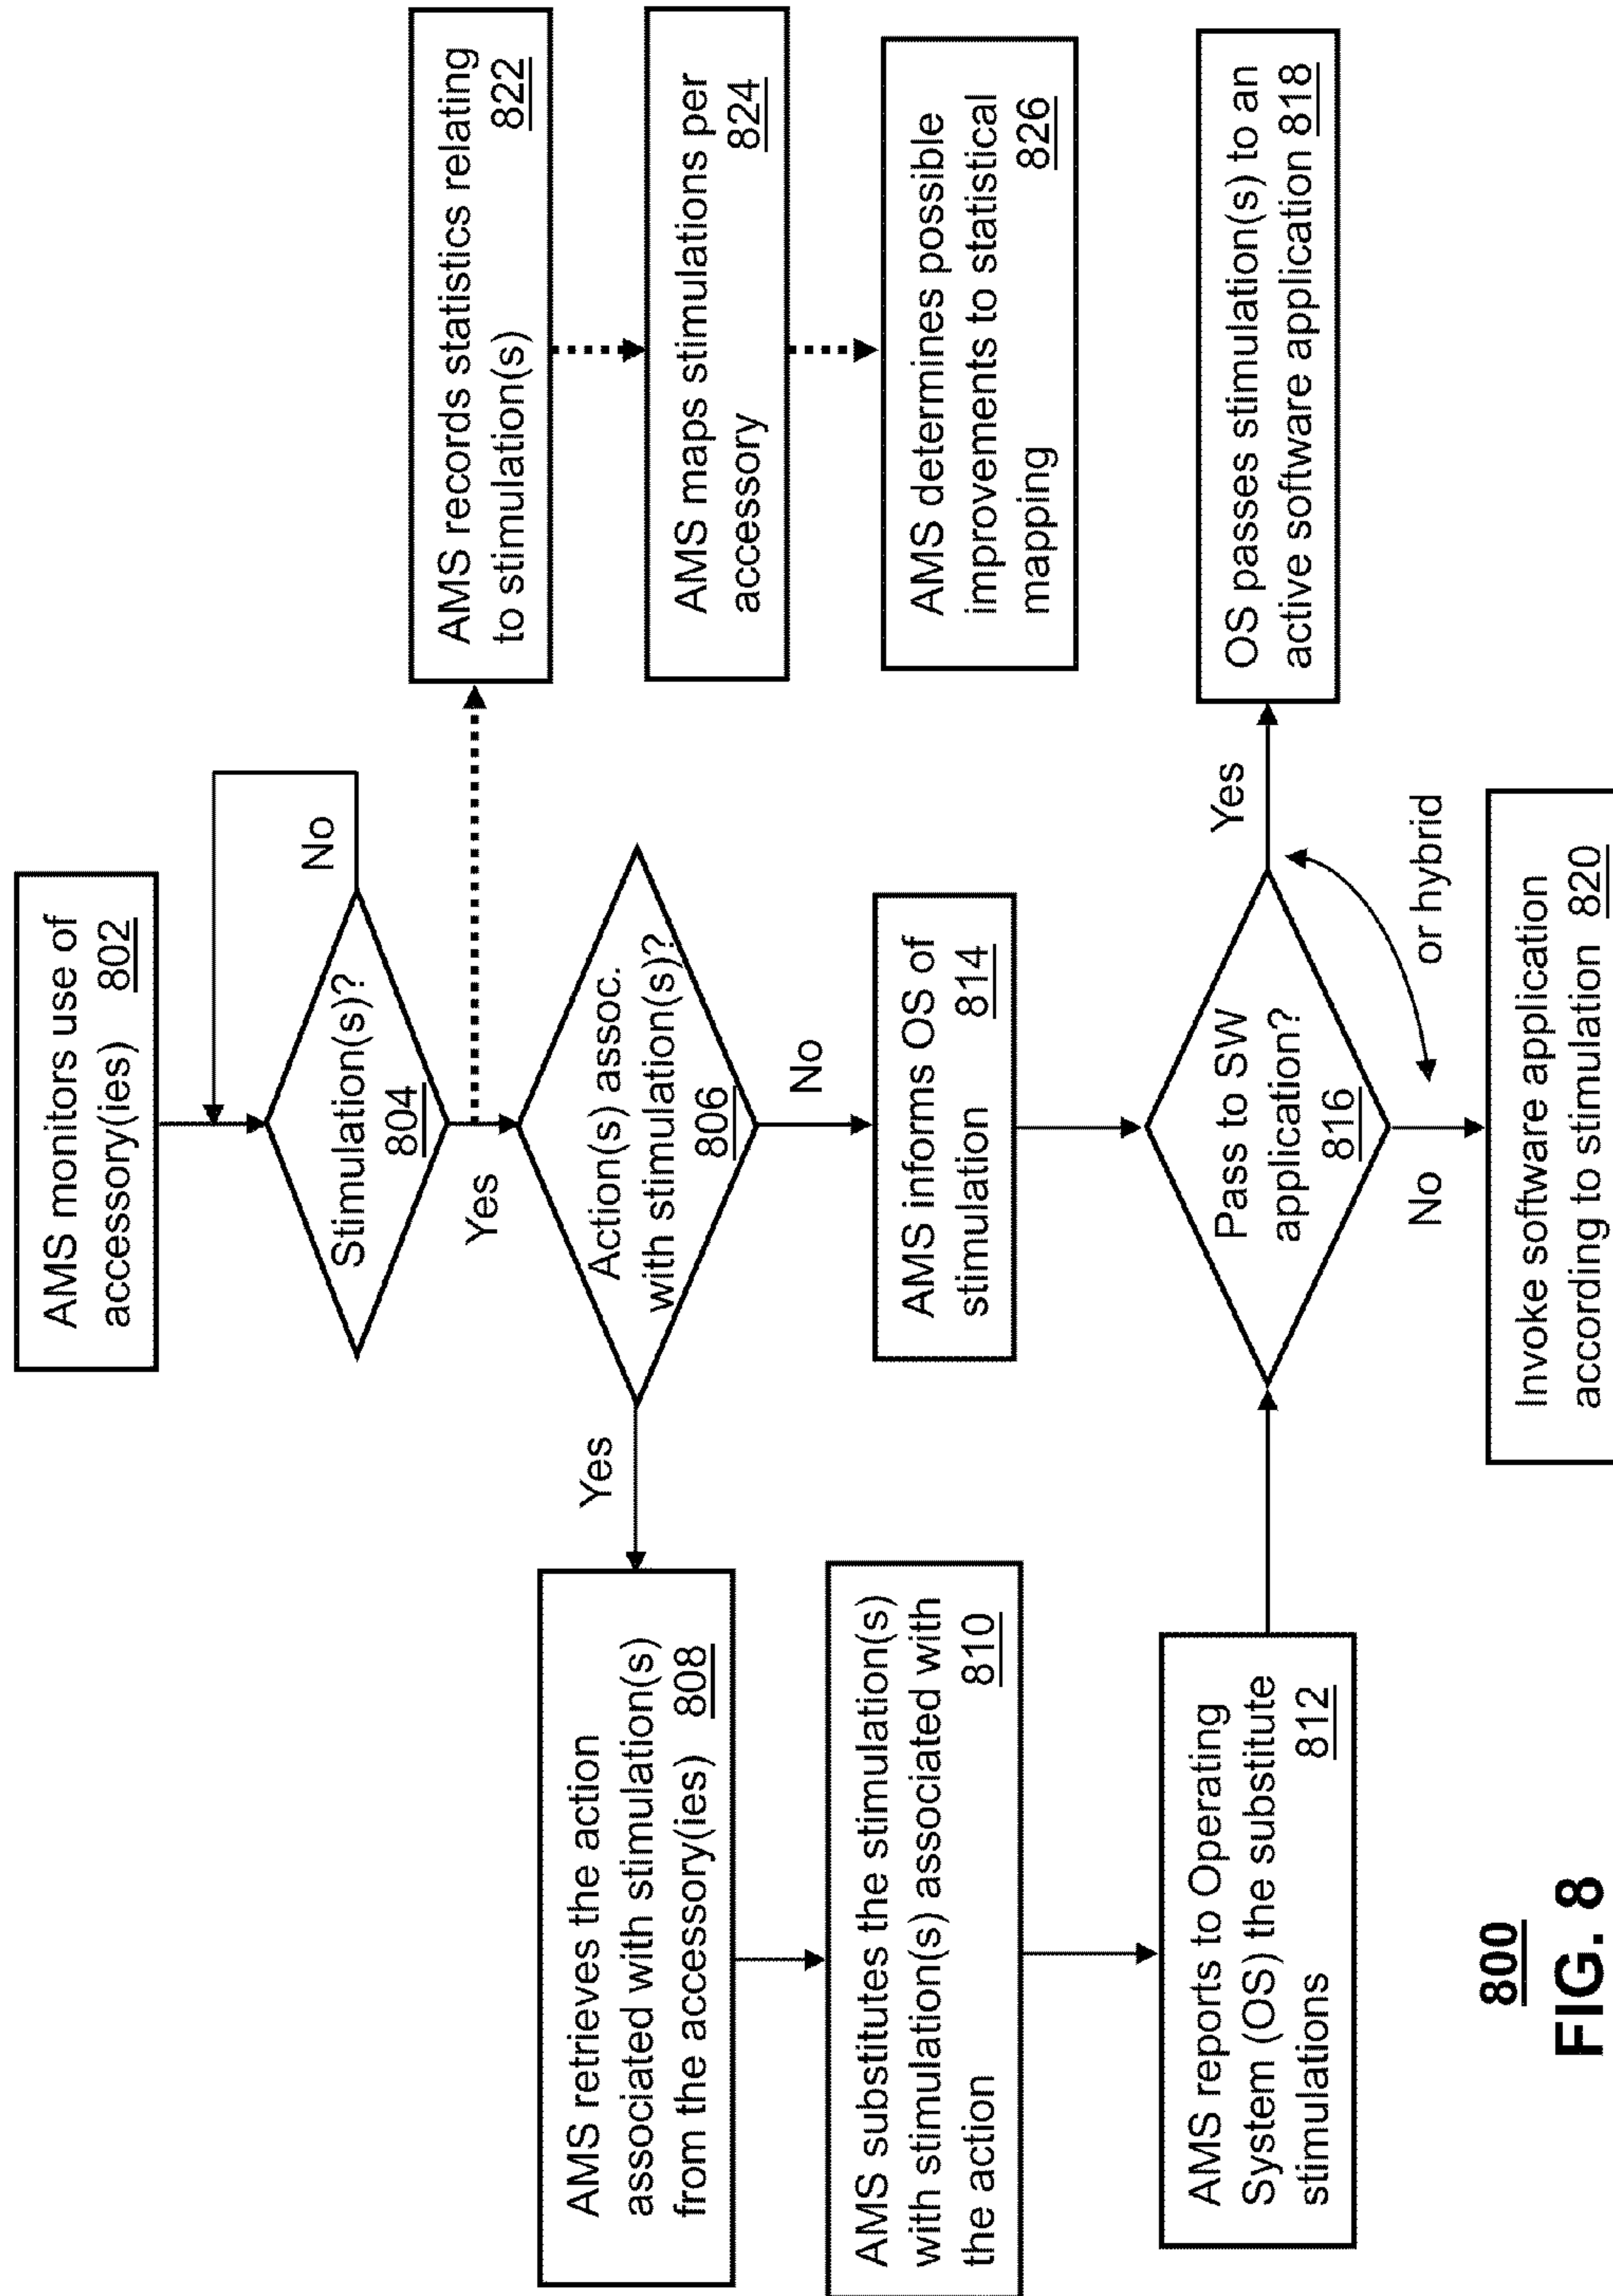 AMS monitors use of
accessory(ies) 802
No
Stimulation(s)?
804
Yes
AMS records statistics relating
to stimulation(s) 822
AMS maps stimulations per
accessory 824
AMS determines possible
improvements to statistical
mapping 826
Action(s) assoc.
with stimulation(s)?
806
Yes
No
AMS retrieves the action
associated with stimulation(s)
from the accessory(ies) 808
AMS substitutes the stimulation(s)
with stimulation(s) associated with
the action 810
AMS reports to Operating
System (OS) the substitute
stimulations 812
AMS informs OS of
stimulation 814
Pass to SW
application?
816
Yes
or hybrid
No
OS passes stimulation(s) to an
active software application 818
Invoke software application
according to stimulation 820
800
FIG. 8